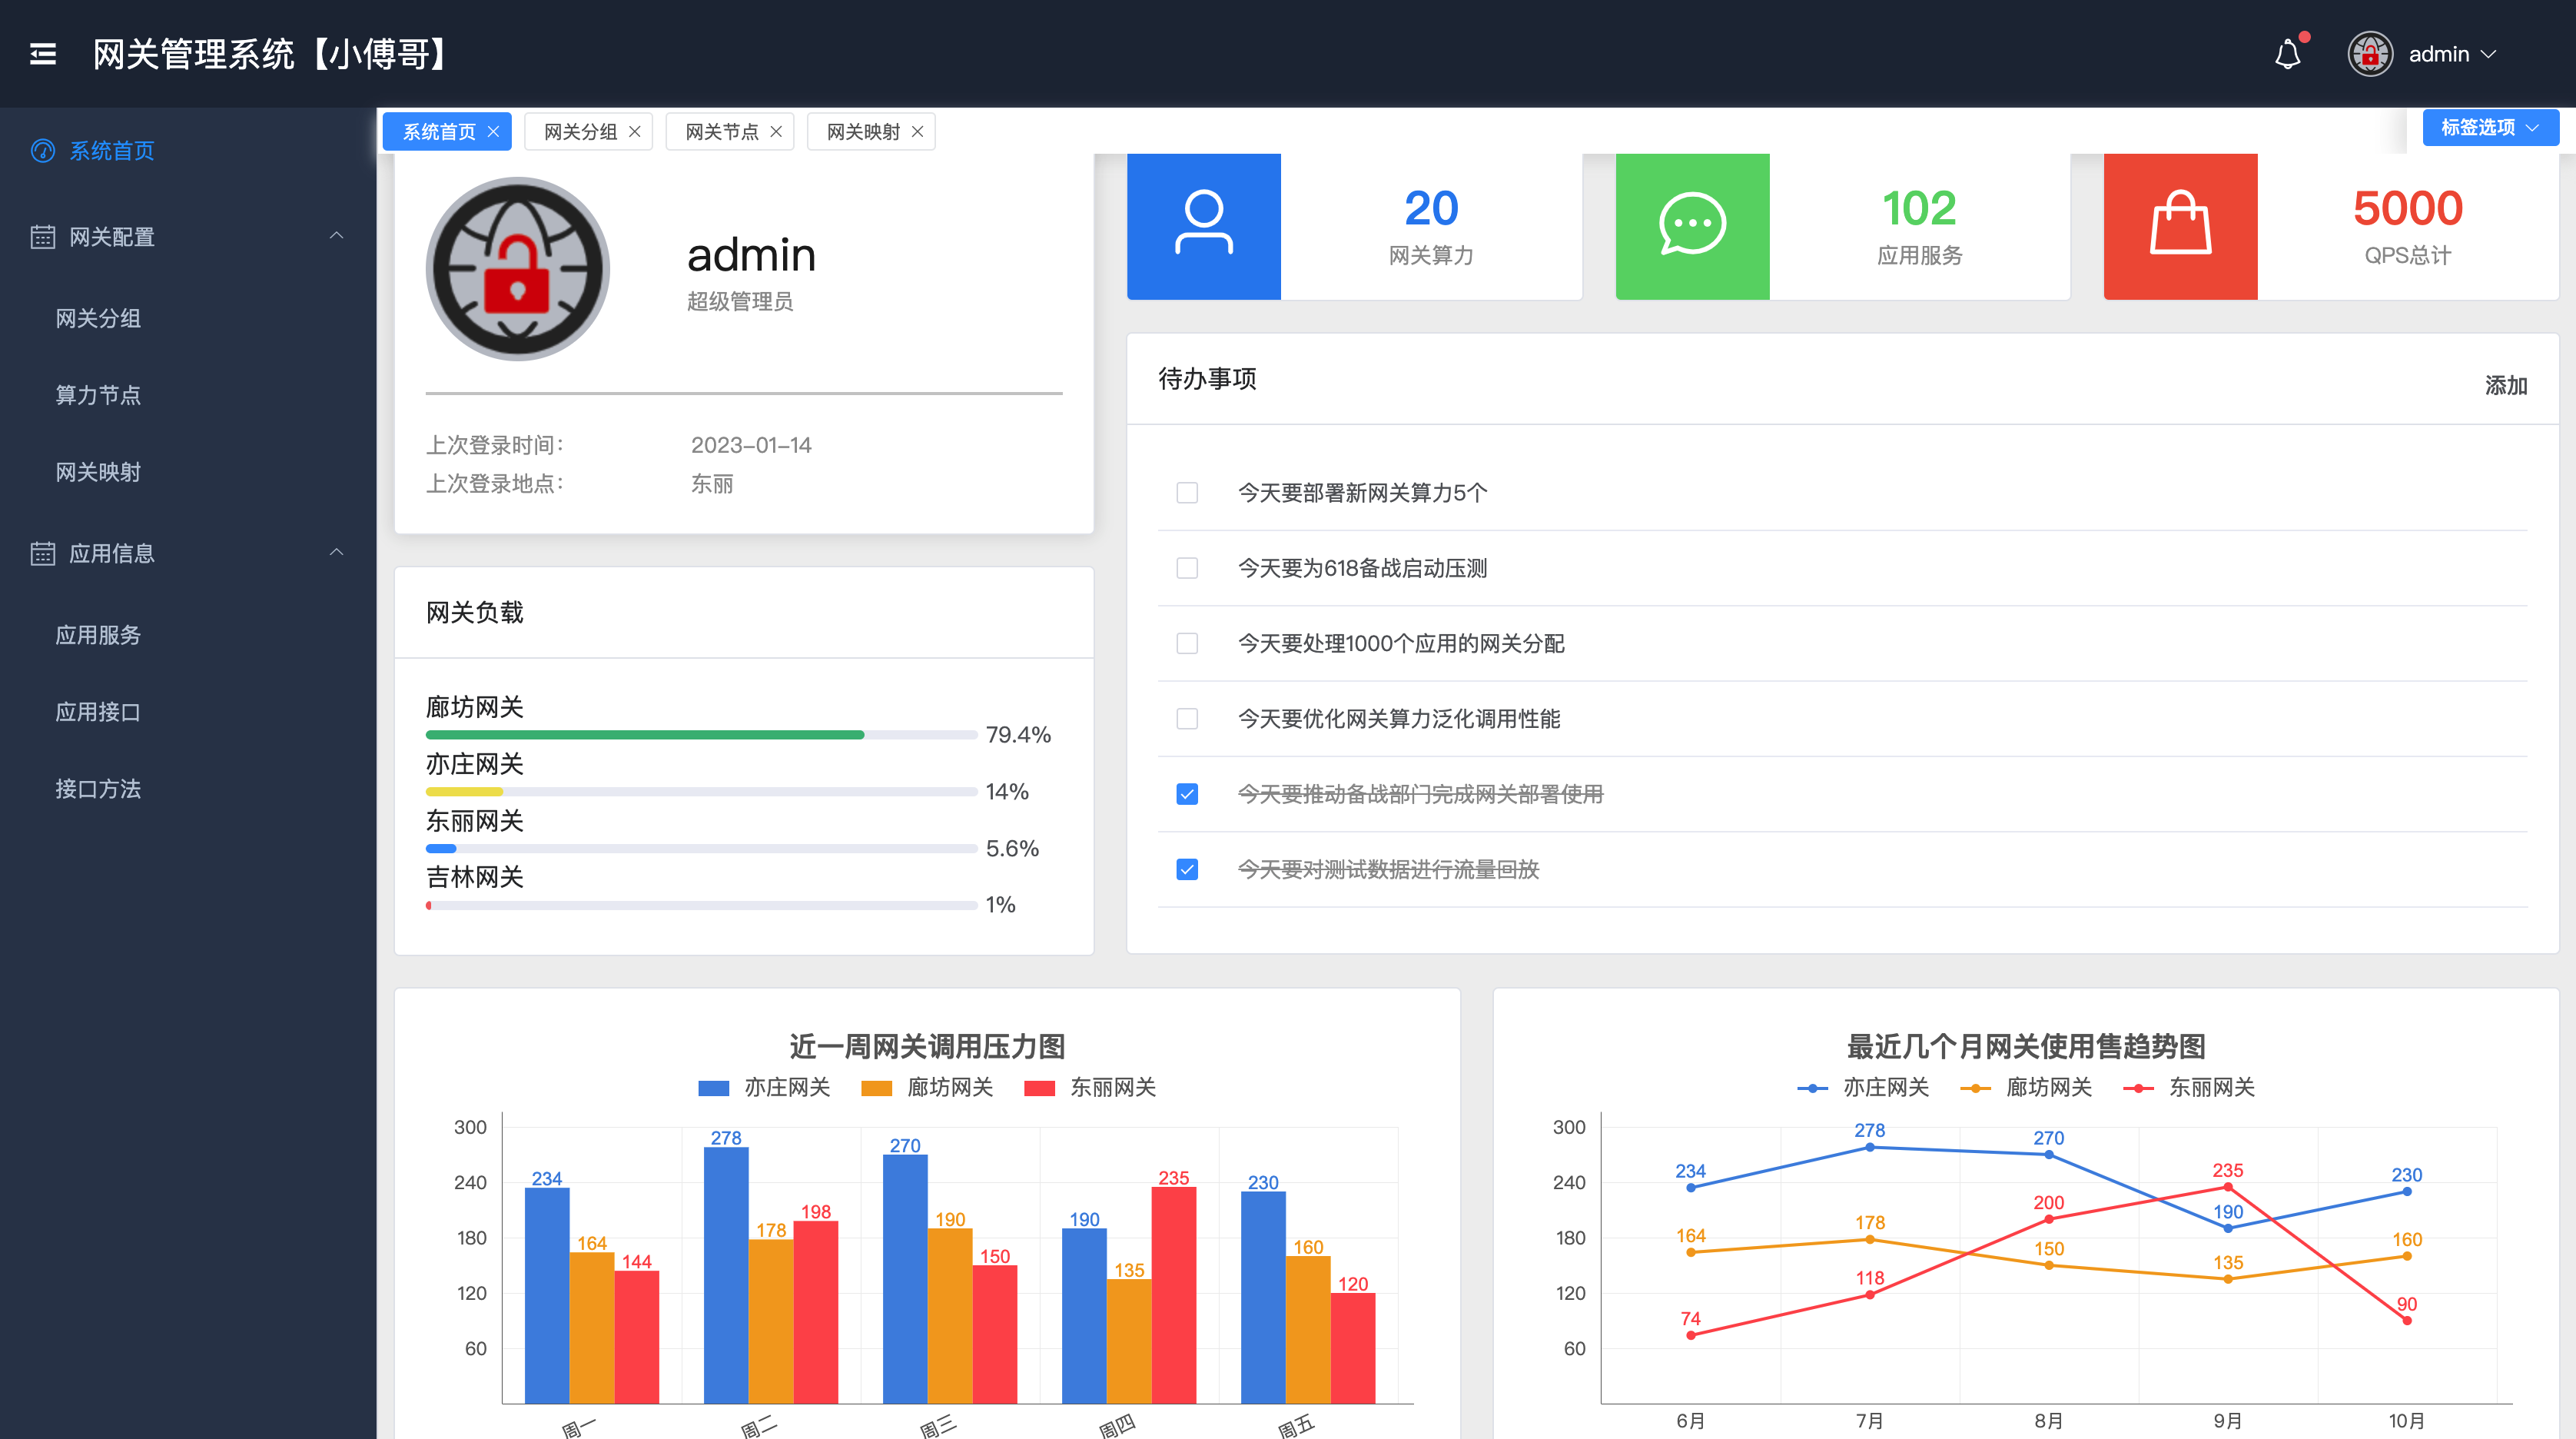 网关管理系统【小傅哥】
admin
系统首页
网关配置
网关分组
算力节点
网关映射
应用信息
应用服务
应用接口
接口方法
系统首页 网关分组 网关节点 网关映射
标签选项
admin
超级管理员
上次登录时间： 2023-01-14
上次登录地点： 东丽
20
网关算力
102
应用服务
5000
QPS总计
网关负载
廊坊网关
79.4%
亦庄网关
14%
东丽网关
5.6%
吉林网关
1%
待办事项 添加
今天要部署新网关算力5个
今天要为618备战启动压测
今天要处理1000个应用的网关分配
今天要优化网关算力泛化调用性能
今天要推动备战部门完成网关部署使用
今天要对测试数据进行流量回放
近一周网关调用压力图
亦庄网关 廊坊网关 东丽网关
300
240
180
120
60
234 164 144
278 178 198
270 190 150
190 135 235
230 160 120
周一 周二 周三 周四 周五
最近几个月网关使用售趋势图
亦庄网关 廊坊网关 东丽网关
300
240
180
120
60
234 278 270 190 230
164 178 150 135 160
74 118 200 235 90
6月 7月 8月 9月 10月